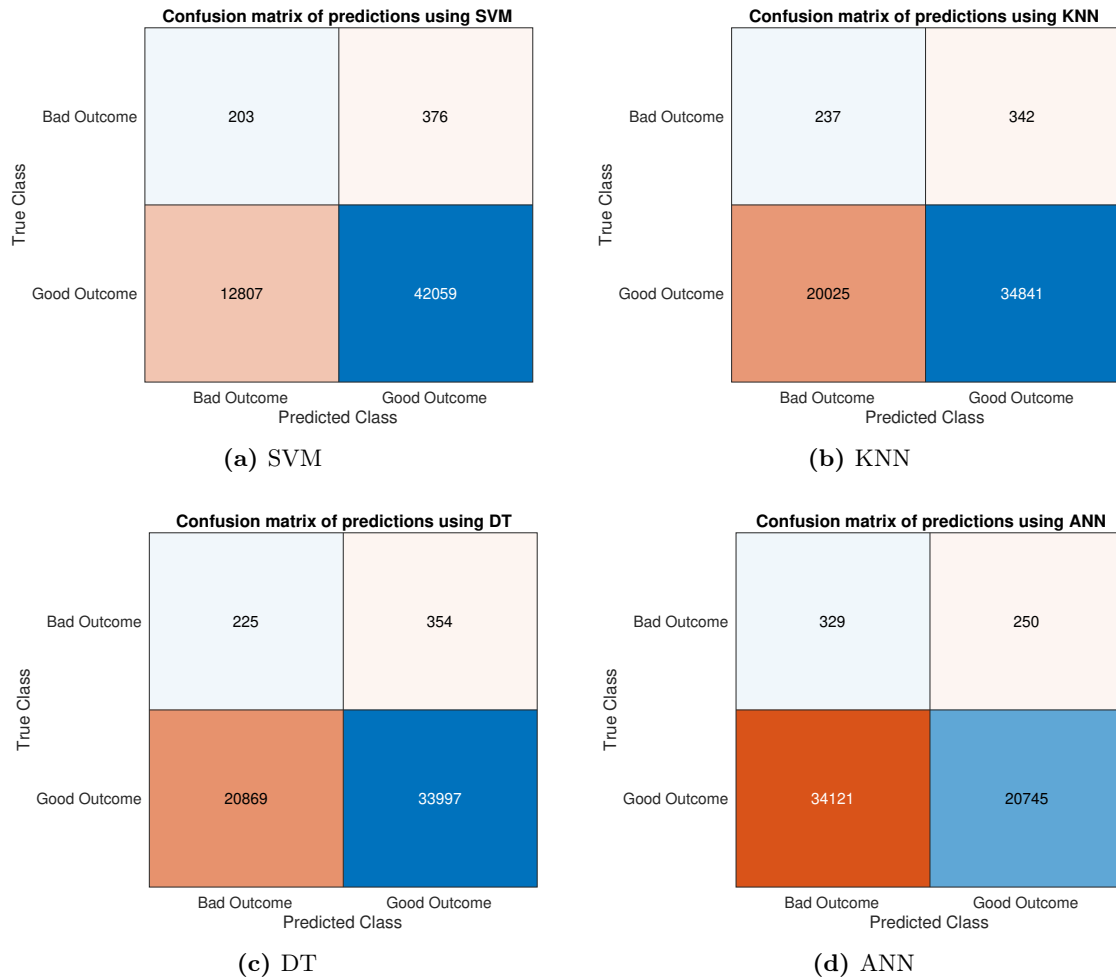 Confusion matrix of predictions using SVM
True Class
Bad Outcome
203
376
Good Outcome
12807
42059
Bad Outcome
Good Outcome
Predicted Class
(a) SVM
Confusion matrix of predictions using KNN
True Class
Bad Outcome
237
342
Good Outcome
20025
34841
Bad Outcome
Good Outcome
Predicted Class
(b) KNN
Confusion matrix of predictions using DT
True Class
Bad Outcome
225
354
Good Outcome
20869
33997
Bad Outcome
Good Outcome
Predicted Class
(c) DT
Confusion matrix of predictions using ANN
True Class
Bad Outcome
329
250
Good Outcome
34121
20745
Bad Outcome
Good Outcome
Predicted Class
(d) ANN